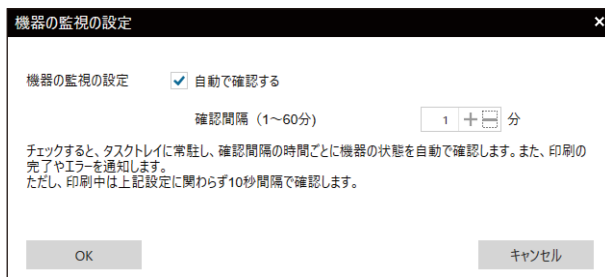 機器の監視の設定 ×
機器の監視の設定 自動で確認する
確認間隔（1～60分) 1 分
チェックすると、タスクトレイに常駐し、確認間隔の時間ごとに機器の状態を自動で確認します。また、印刷の
完了やエラーを通知します。
ただし、印刷中は上記設定に関わらず10秒間隔で確認します。
OK キャンセル